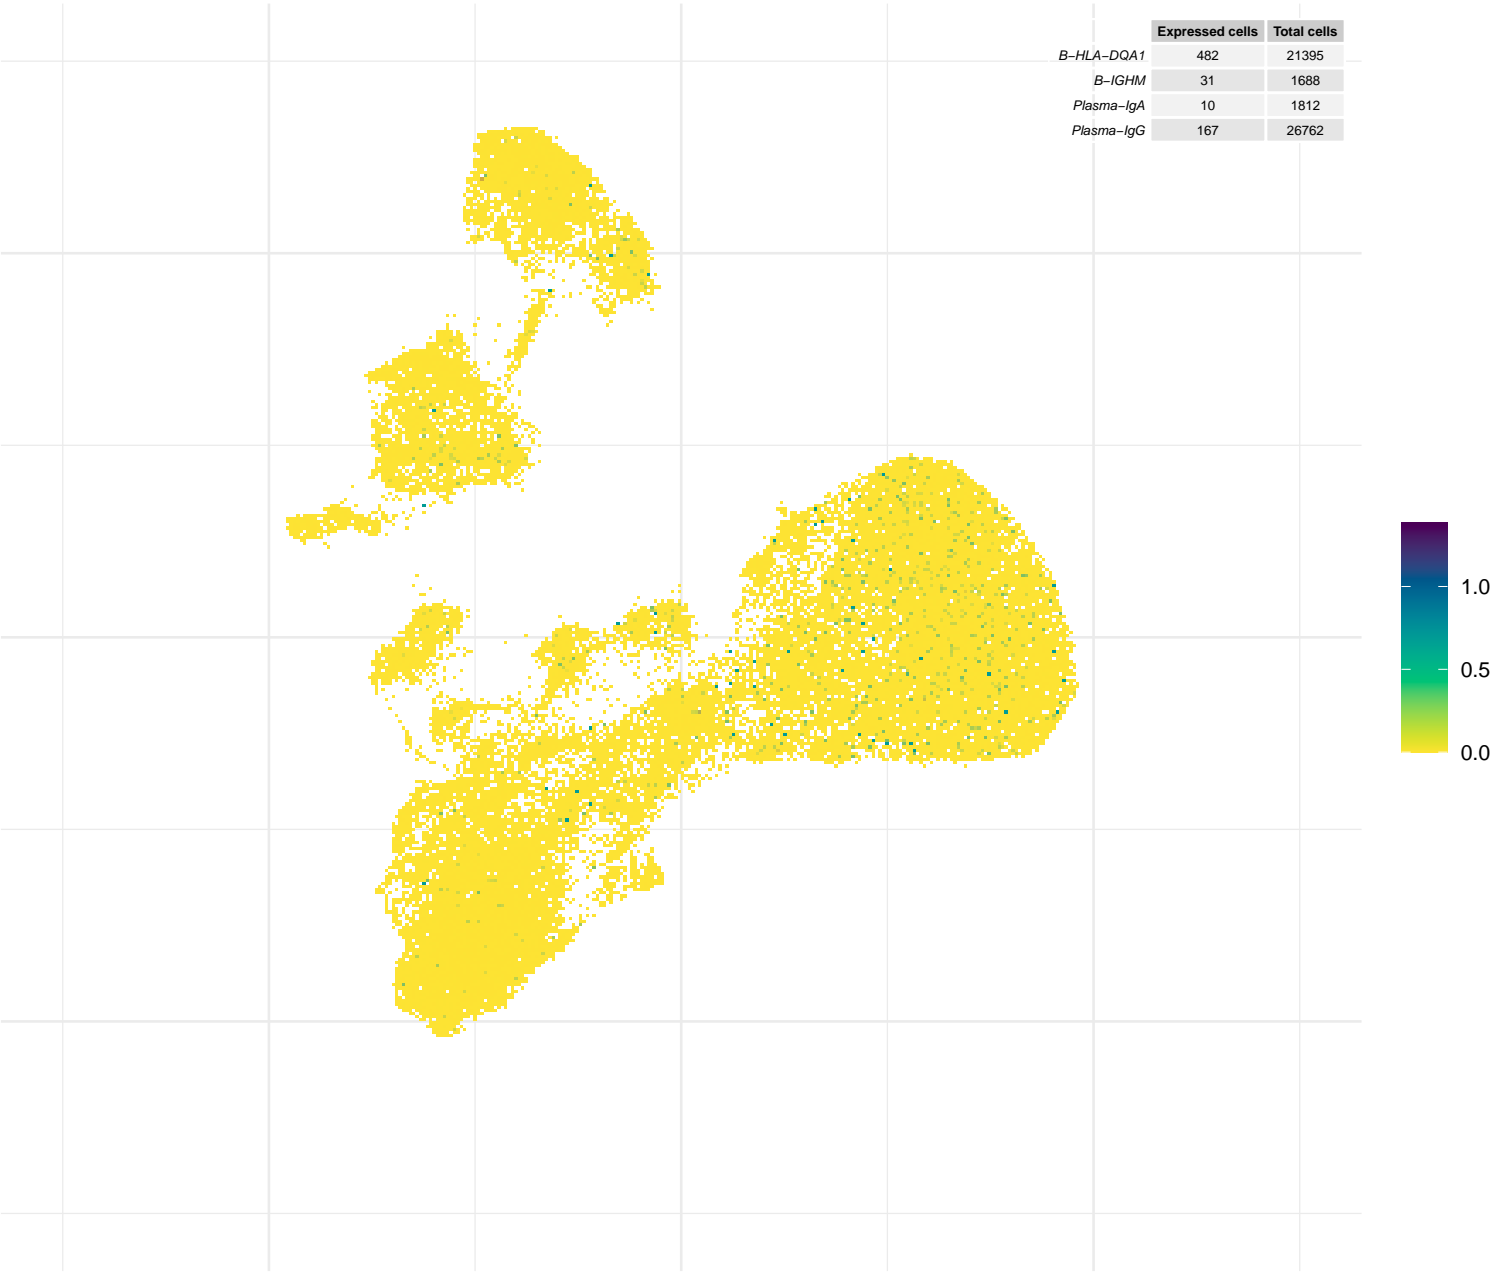 Expressed cells Total cells
B−HLA−DQA1 482 21395
B−IGHM 31 1688
Plasma−IgA 10 1812
Plasma−IgG 167 26762
1.0
0.5
0.0